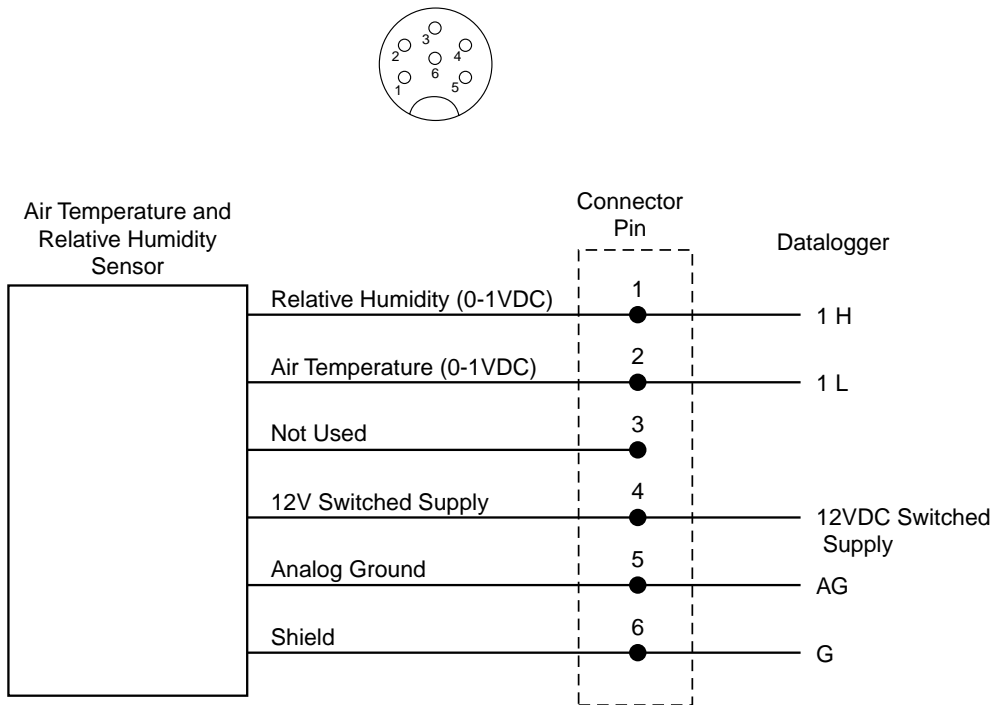 3
2
4
6
1
5
Air Temperature and
Relative Humidity
Sensor
Connector
Pin
Datalogger
Relative Humidity (0-1VDC)
1
1 H
Air Temperature (0-1VDC)
2
1 L
Not Used
3
12V Switched Supply
4
12VDC Switched
Supply
Analog Ground
5
AG
Shield
6
G